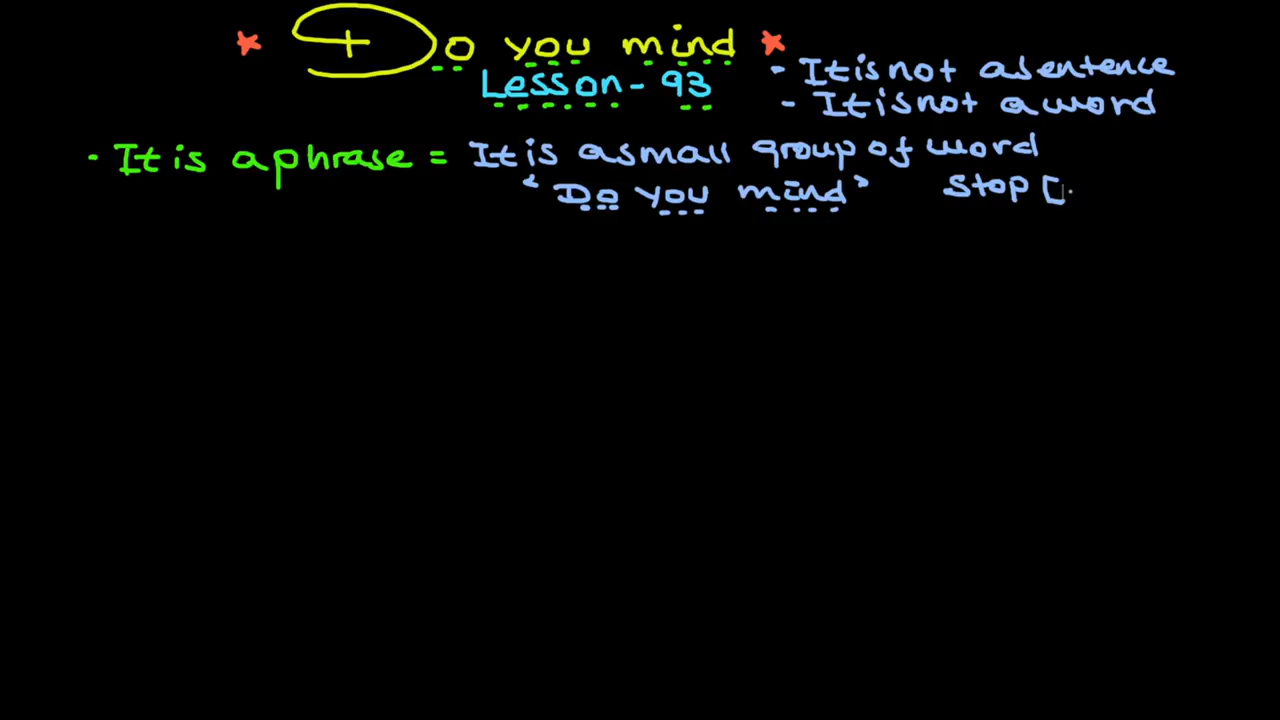 * Do you mind *
Lesson - 93
- It is not a sentence
- It is not a word
· It is a phrase = It is a small group of word
"Do you mind" stop [